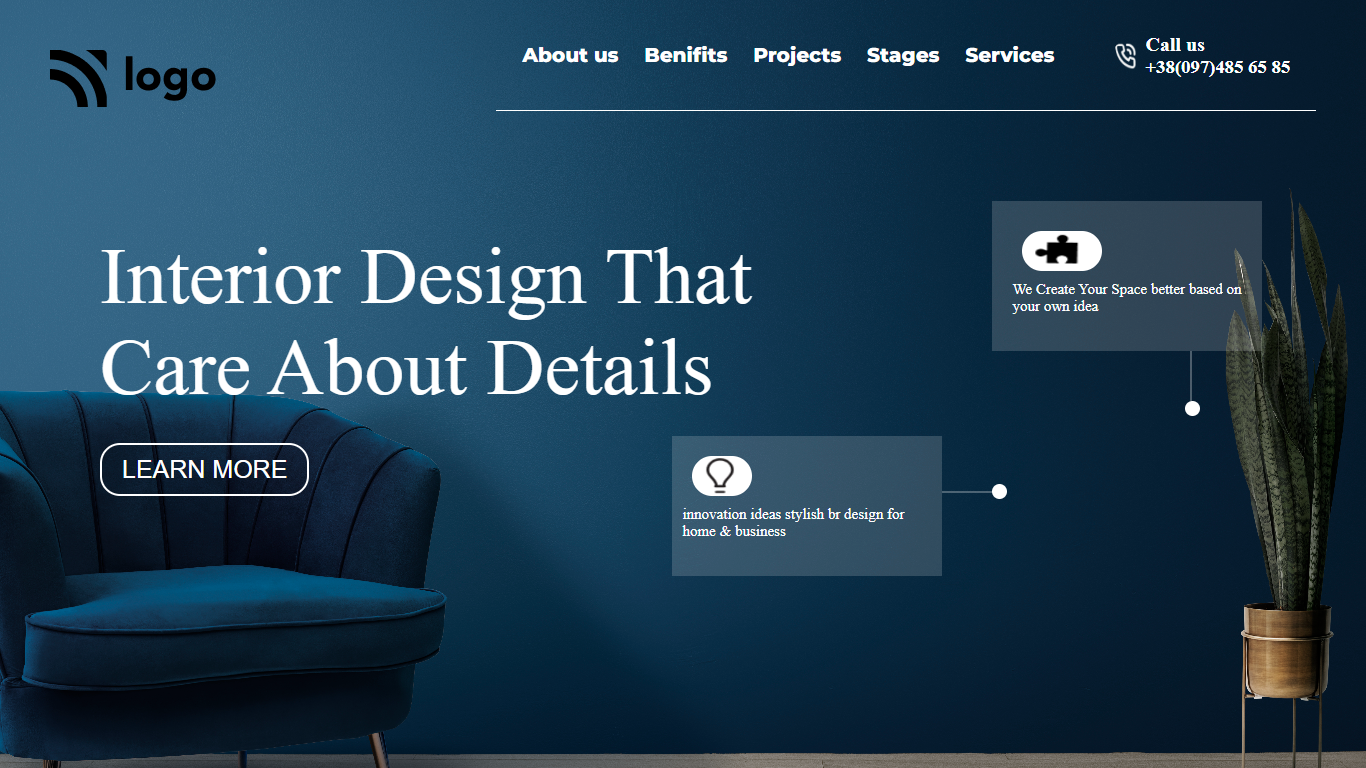 logo
About us Benifits Projects Stages Services
Call us
+38(097)485 65 85
Interior Design That
Care About Details
LEARN MORE
We Create Your Space better based on
your own idea
innovation ideas stylish br design for
home & business